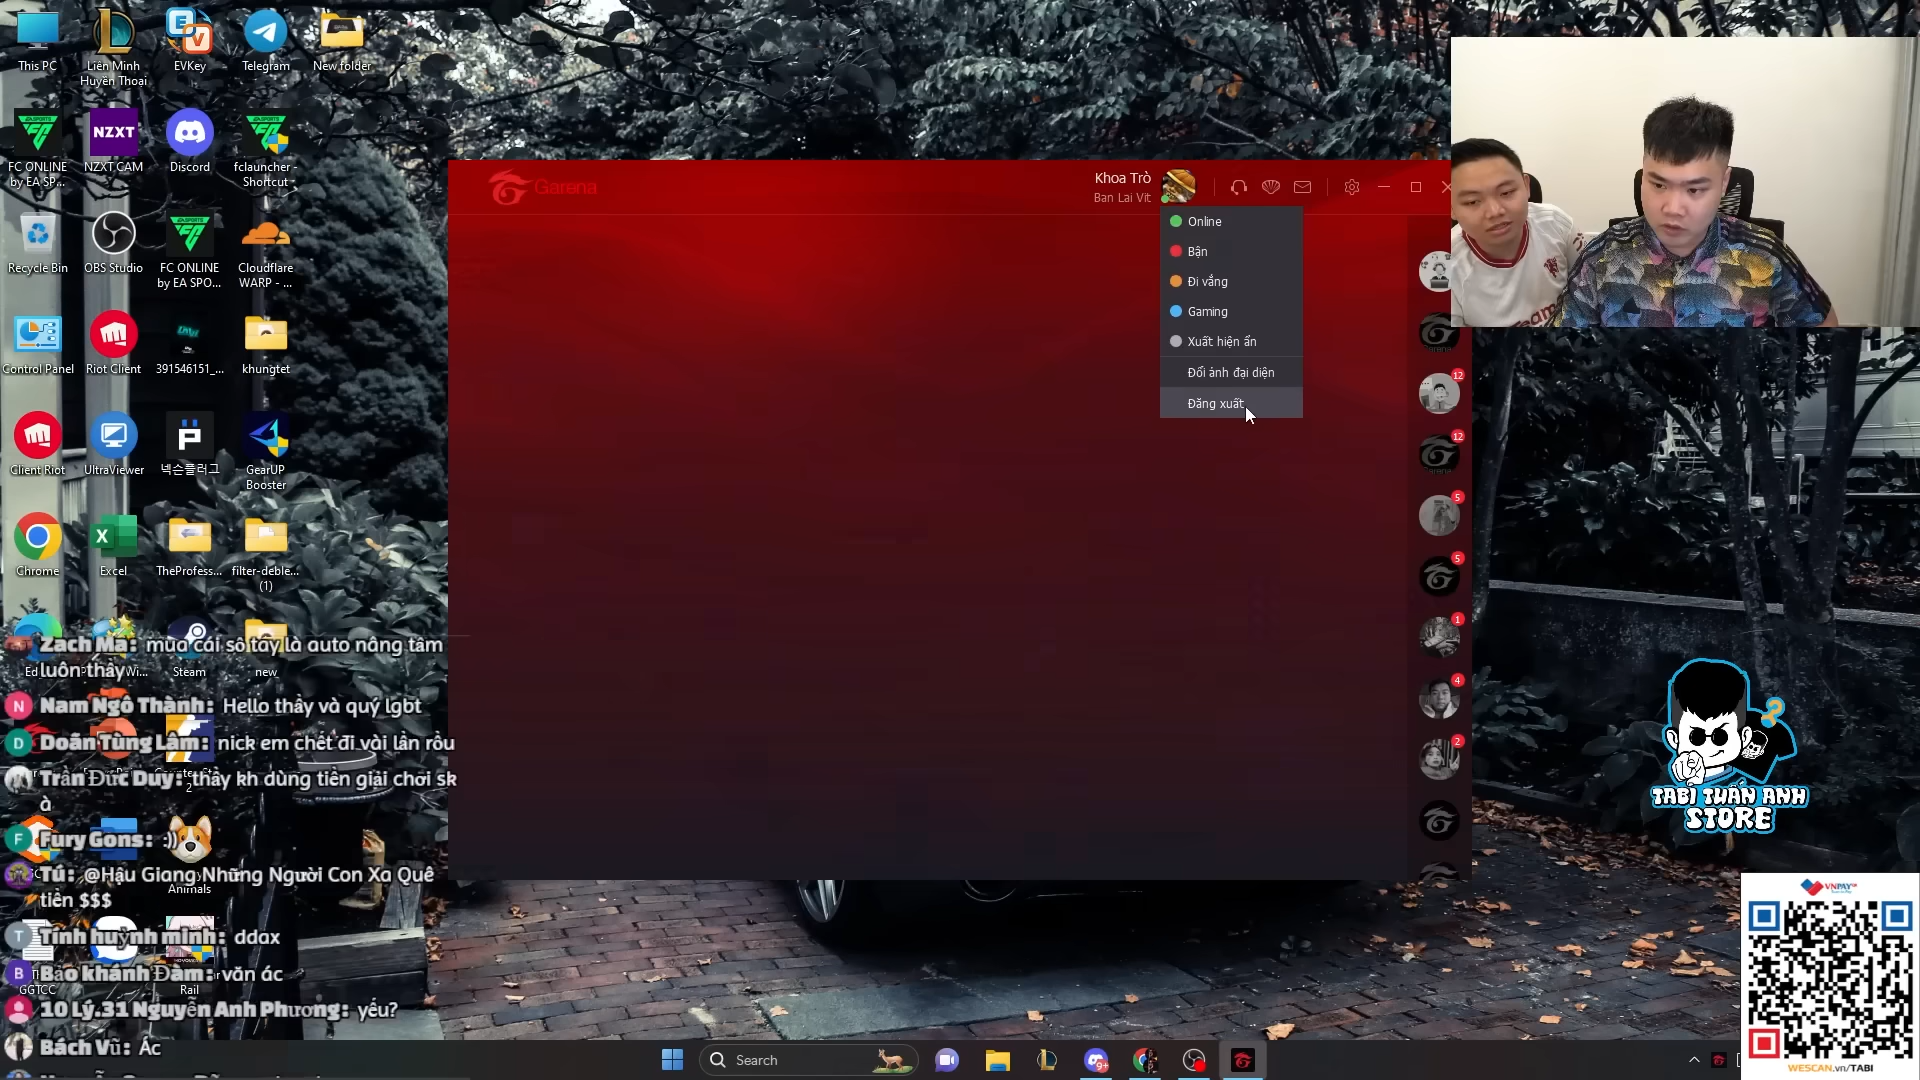 This PC
Liên Minh
Huyền Thoại
EVKey
Telegram
New folder
FC ONLINE
by EA SP...
NZXT
NZXT CAM
Discord
fclauncher -
Shortcut
Recycle Bin
OBS Studio
FC ONLINE
by EA SPO...
Cloudflare
WARP - ...
Control Panel
Riot Client
391546151_...
khungtet
Client Riot
UltraViewer
넥슨플러그
GearUP
Booster
Chrome
Excel
TheProfess...
filter-deble...
(1)
Steam
new
Animals
GGTCC
Rail
Garena
Khoa Trò
Ban Lai Vit
Online
Bận
Đi vắng
Gaming
Xuất hiện ẩn
Đổi ảnh đại diện
Đăng xuất
12
12
5
5
1
4
2
Zach Ma: mua cái sổ tay là auto nâng tầm
luôn thầy
N Nam Ngô Thành: Hello thầy và quý lgbt
D Doãn Tùng Lâm: nick em chết đi vài lần rồu
Trần Đức Duy: thầy kh dùng tiền giải chơi sk
à
F Fury Gons: :))
Tú: @Hậu Giang Những Người Con Xa Quê
tiền $$$
T Tính huỳnh minh: ddax
B Bảo khánh Đàm: văn ác
10 Lý.31 Nguyễn Anh Phương: yếu?
Bách Vũ: Ác
Search
9+
TABI TUẤN ANH
STORE
VNPAY
WESCAN.vn/TABI